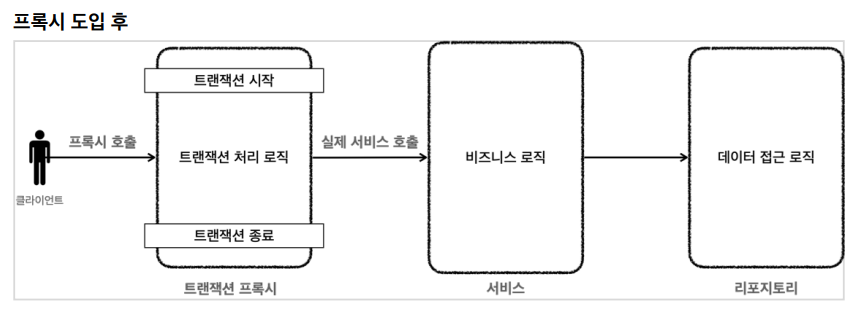 프록시 도입 후
트랜잭션 시작
프록시 호출
트랜잭션 처리 로직
실제 서비스 호출
비즈니스 로직
데이터 접근 로직
클라이언트
트랜잭션 종료
트랜잭션 프록시
서비스
리포지토리